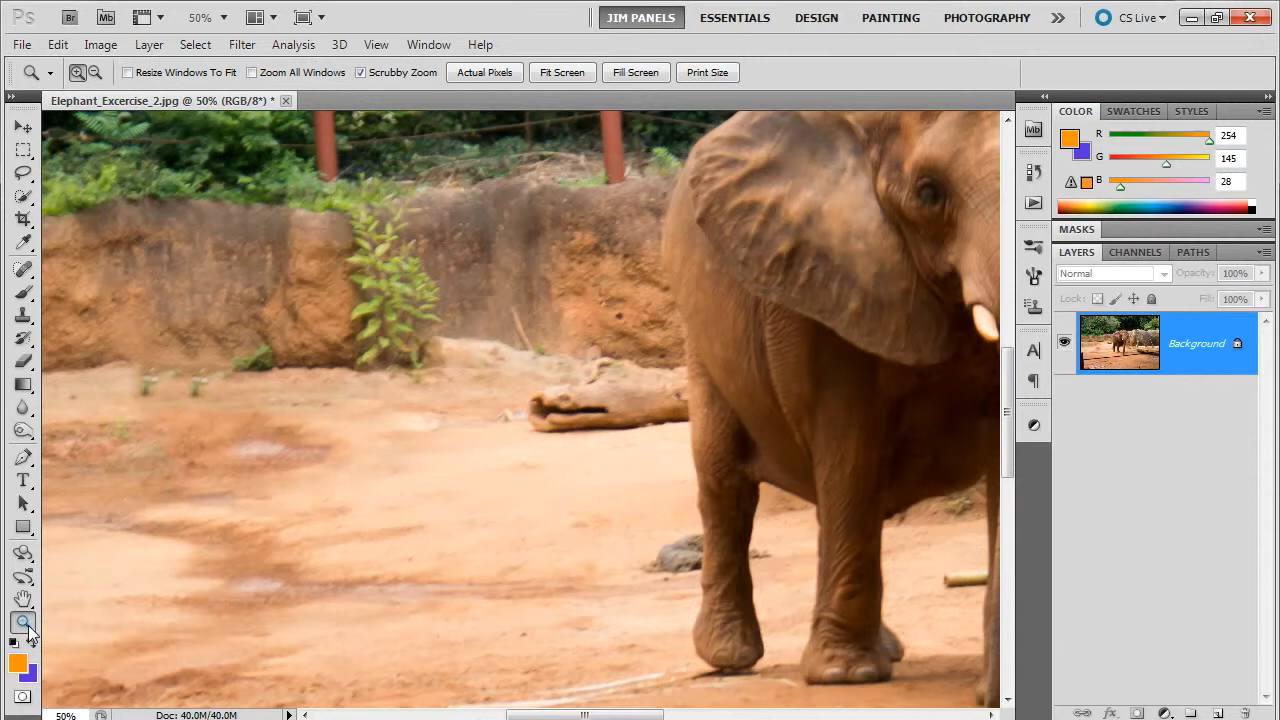 Ps Br Mb 50% JIM PANELS ESSENTIALS DESIGN PAINTING PHOTOGRAPHY CS Live
File Edit Image Layer Select Filter Analysis 3D View Window Help
Resize Windows To Fit Zoom All Windows Scrubby Zoom Actual Pixels Fit Screen Fill Screen Print Size
Elephant_Excercise_2.jpg @ 50% (RGB/8*) *
COLOR SWATCHES STYLES
Mb
R 254
G 145
B 28
MASKS
LAYERS CHANNELS PATHS
Normal Opacity: 100%
Lock: Fill: 100%
Background
A
T
fx
50% Doc: 40.0M/40.0M